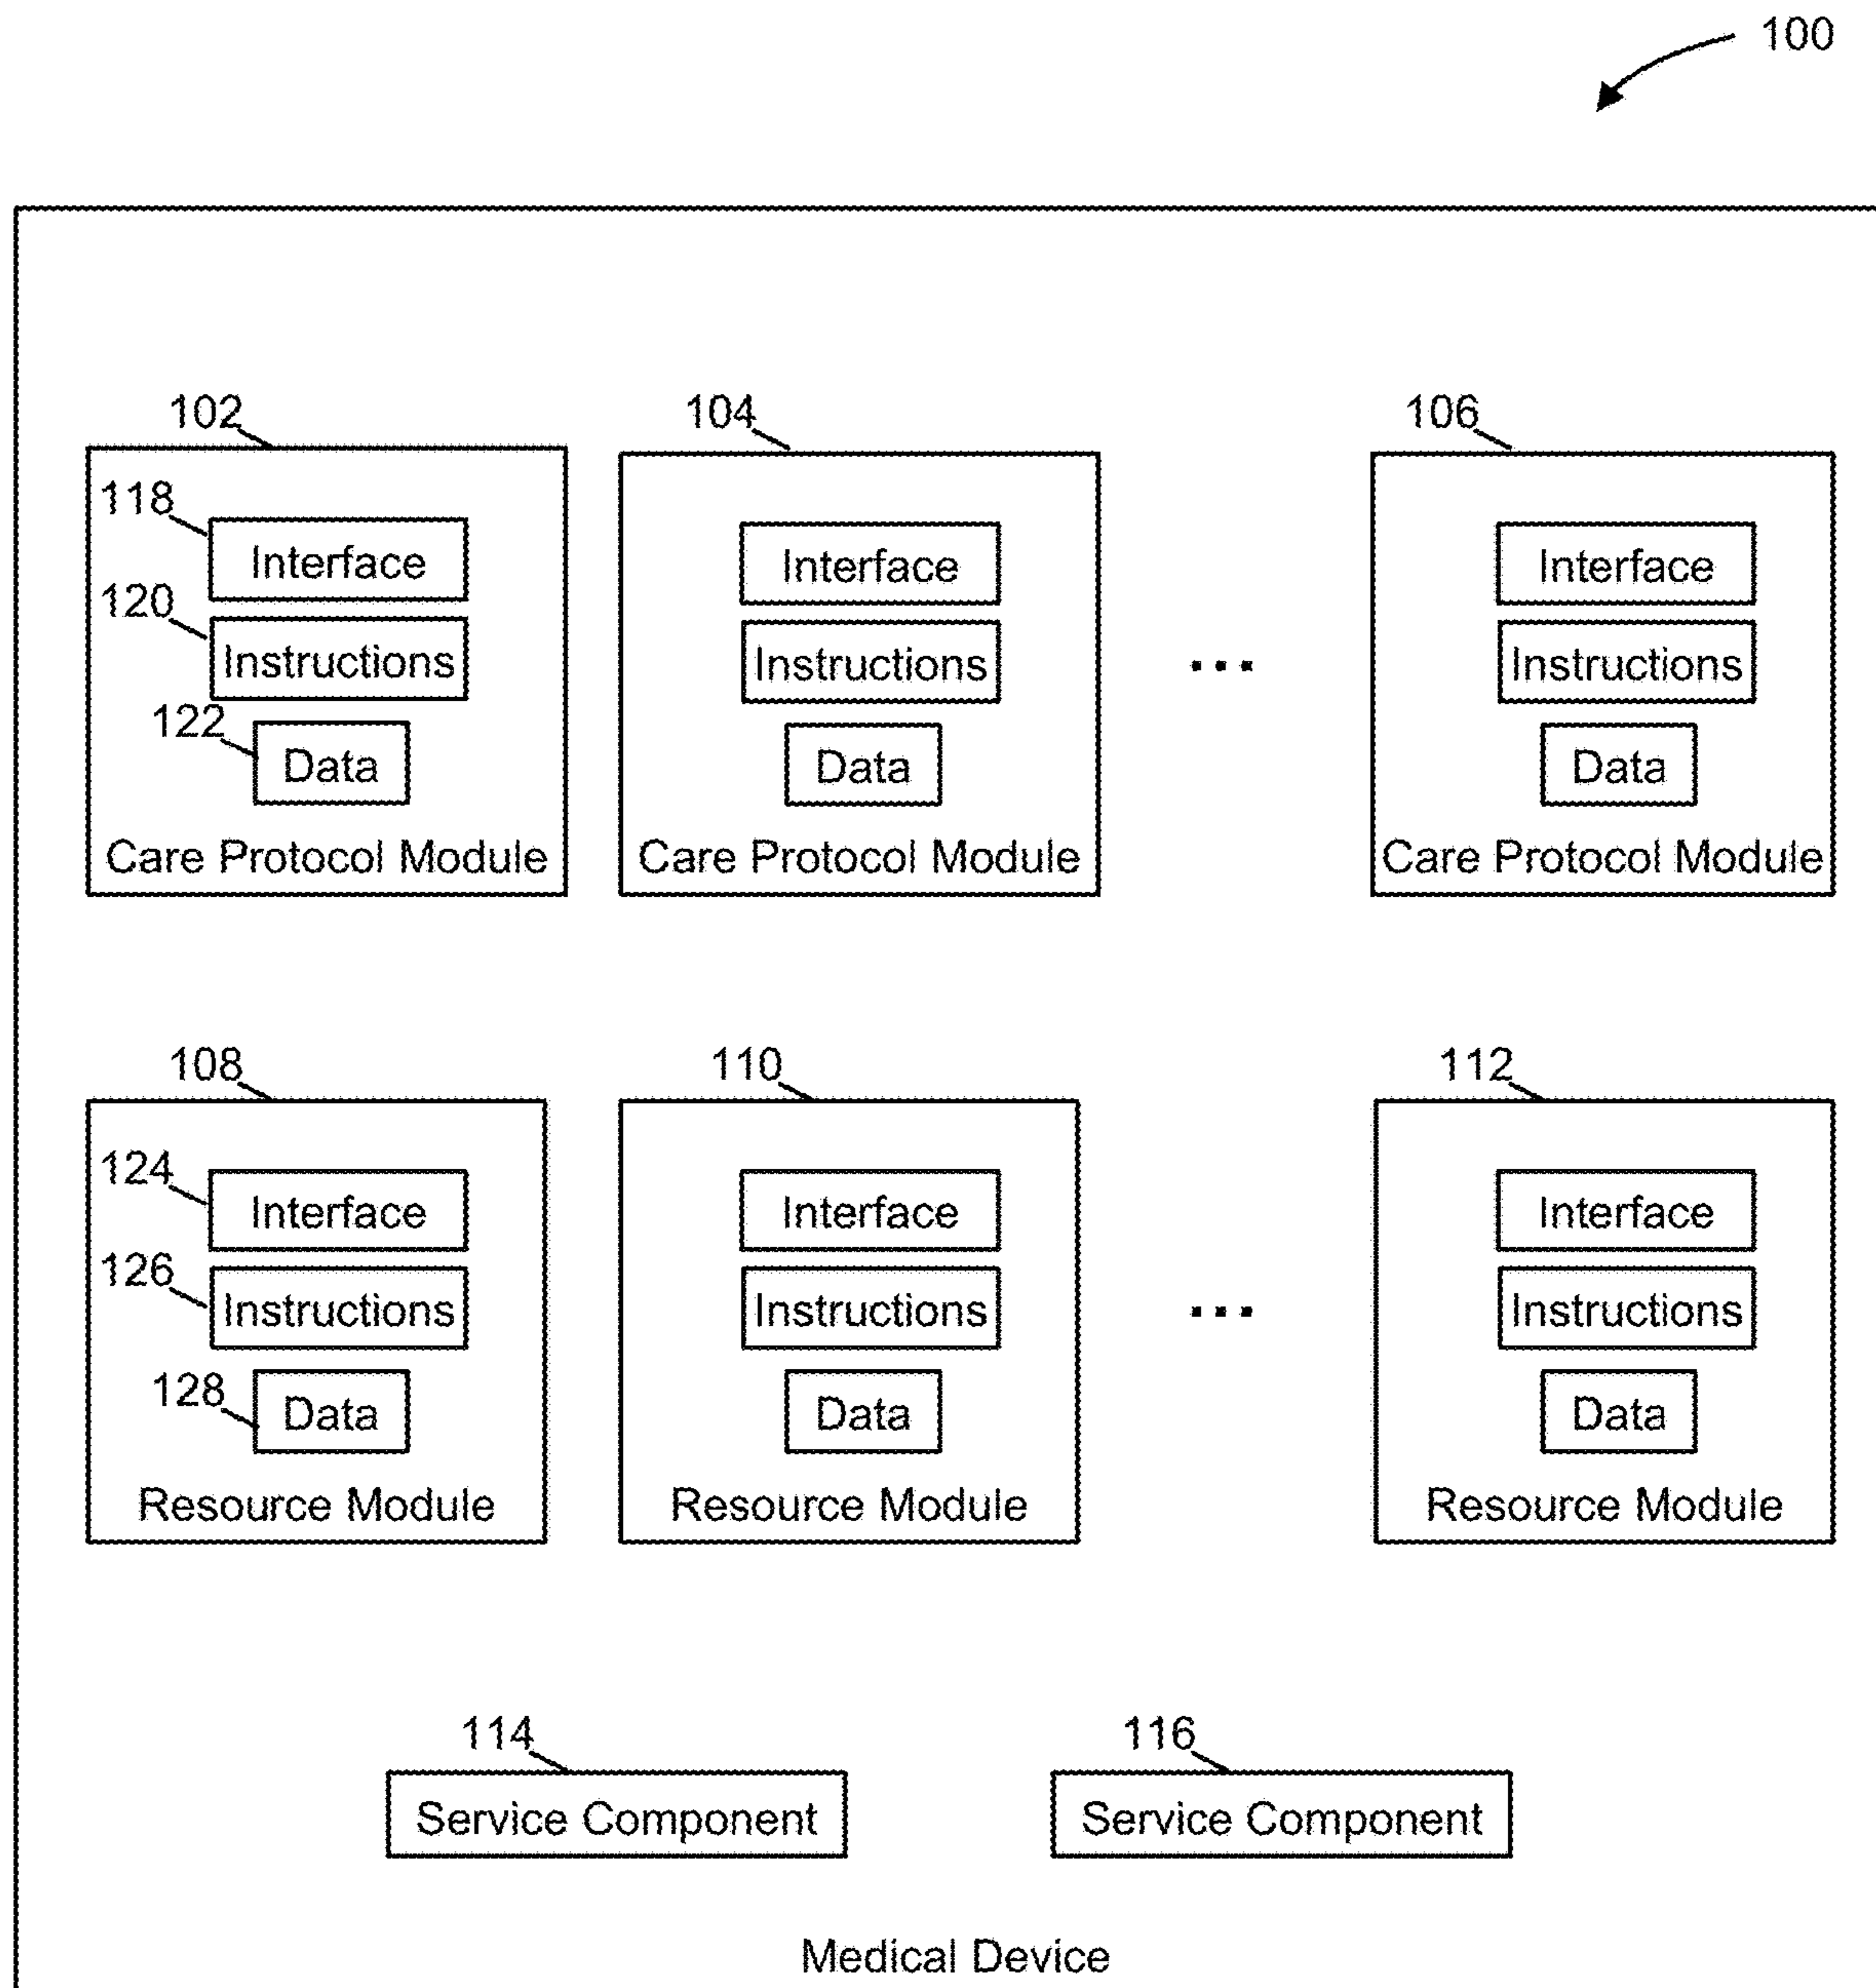 100
102 104 106
118 Interface Interface Interface
120 Instructions Instructions ... Instructions
122 Data Data Data
Care Protocol Module Care Protocol Module Care Protocol Module
108 110 112
124 Interface Interface Interface
126 Instructions Instructions ... Instructions
128 Data Data Data
Resource Module Resource Module Resource Module
114 116
Service Component Service Component
Medical Device